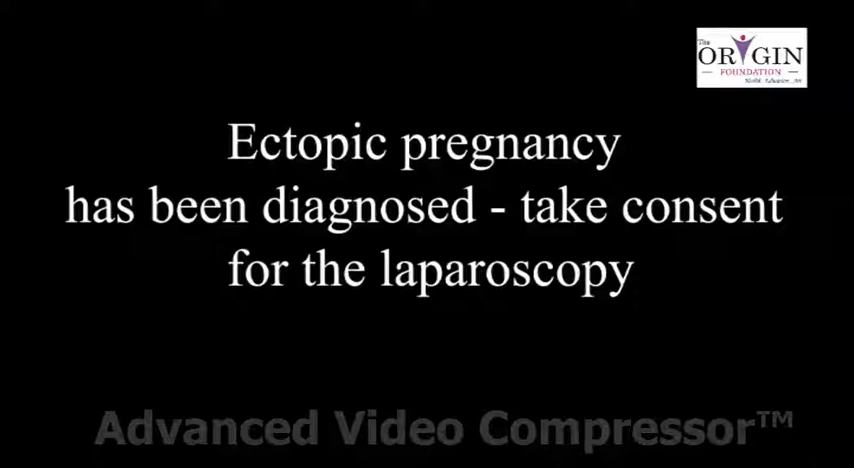 The
ORIGIN
FOUNDATION
Ectopic pregnancy
has been diagnosed - take consent
for the laparoscopy
Advanced Video Compressor™